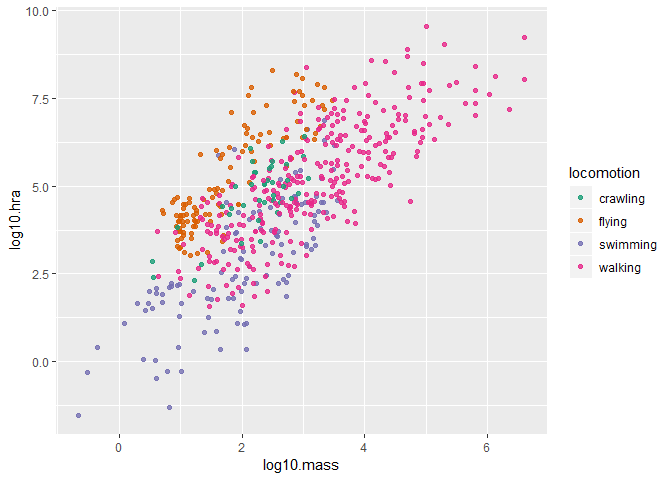 10.0
7.5
5.0
2.5
0.0
log10.hra
0
2
4
6
log10.mass
locomotion
crawling
flying
swimming
walking